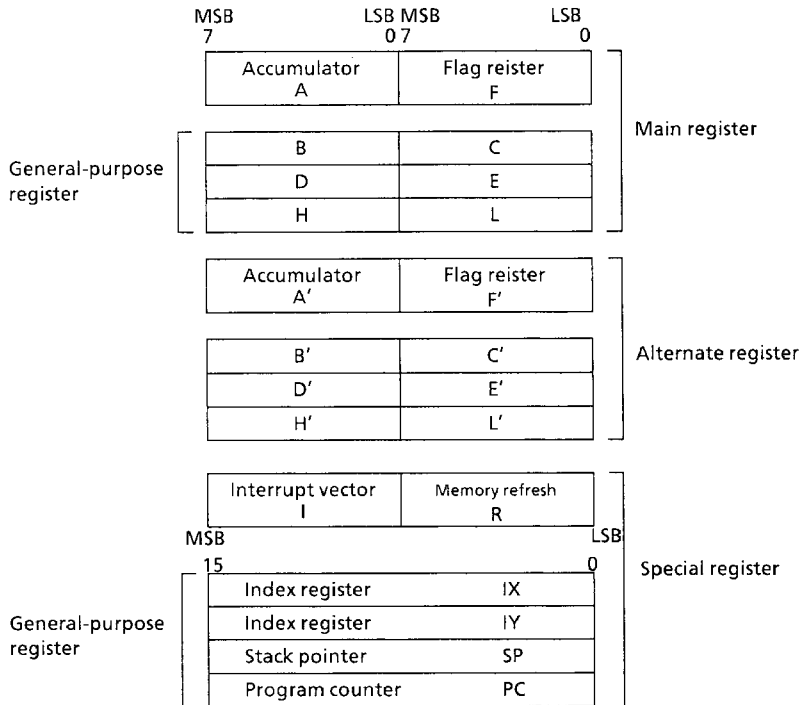 MSB LSB MSB LSB
7 0 7 0
Accumulator Flag reister
A F
Main register
General-purpose
register
B C
D E
H L
Accumulator Flag reister
A' F'
B' C'
D' E'
H' L'
Alternate register
Interrupt vector Memory refresh
I R
MSB LSB
15 0
Special register
General-purpose
register
Index register IX
Index register IY
Stack pointer SP
Program counter PC